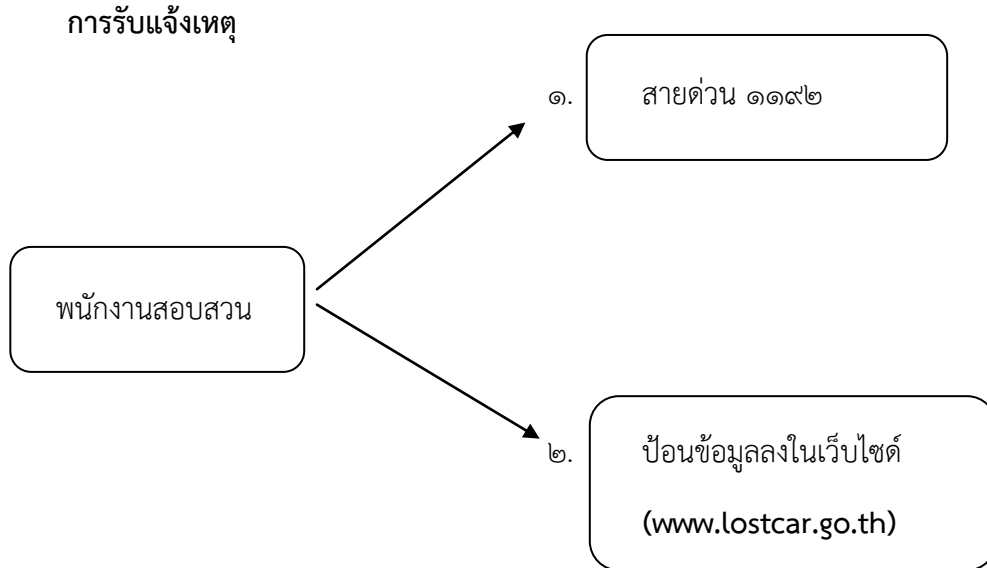 การรับแจ้งเหตุ
๑. สายด่วน ๑๑๙๒
พนักงานสอบสวน
๒. ป้อนข้อมูลลงในเว็บไซด์
(www.lostcar.go.th)